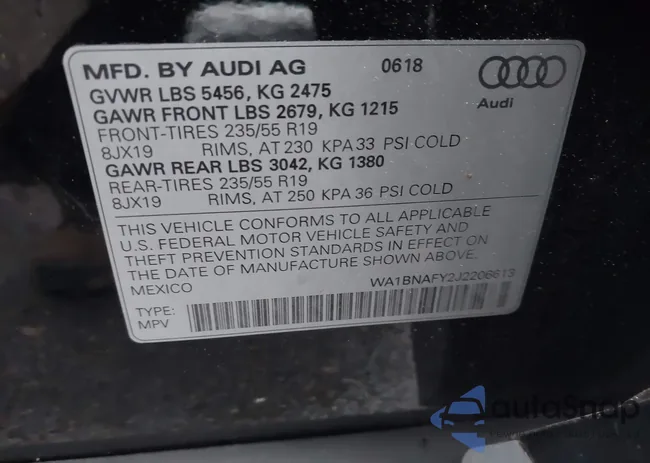 MFD. BY AUDI AG 0618
Audi
GVWR LBS 5456, KG 2475
GAWR FRONT LBS 2679, KG 1215
FRONT-TIRES 235/55 R19
8JX19 RIMS, AT 230 KPA 33 PSI COLD
GAWR REAR LBS 3042, KG 1380
REAR-TIRES 235/55 R19
8JX19 RIMS, AT 250 KPA 36 PSI COLD
THIS VEHICLE CONFORMS TO ALL APPLICABLE
U.S. FEDERAL MOTOR VEHICLE SAFETY AND
THEFT PREVENTION STANDARDS IN EFFECT ON
THE DATE OF MANUFACTURE SHOWN ABOVE.
MEXICO WA1BNAFY2J2206613
TYPE:
MPV
autoSnap